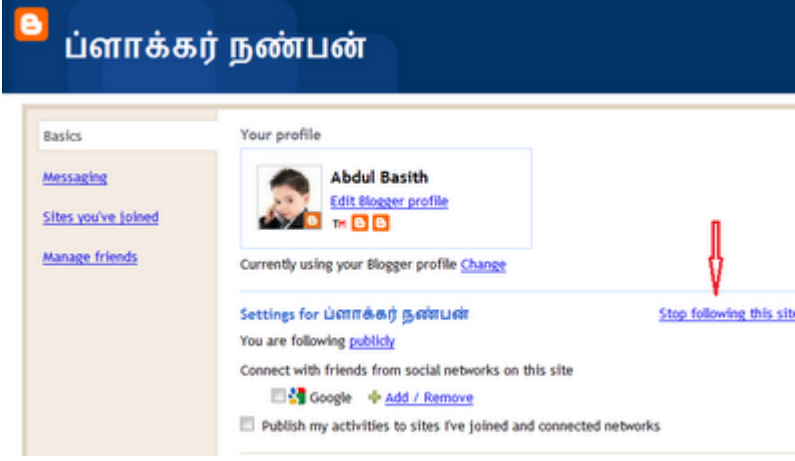 ப்ளாக்கர் நண்பன்
Basics
Messaging
Sites you've joined
Manage friends
Your profile
Abdul Basith
Edit Blogger profile
Currently using your Blogger profile Change
Settings for ப்ளாக்கர் நண்பன்
Stop following this site
You are following publicly
Connect with friends from social networks on this site
Google Add / Remove
Publish my activities to sites I've joined and connected networks